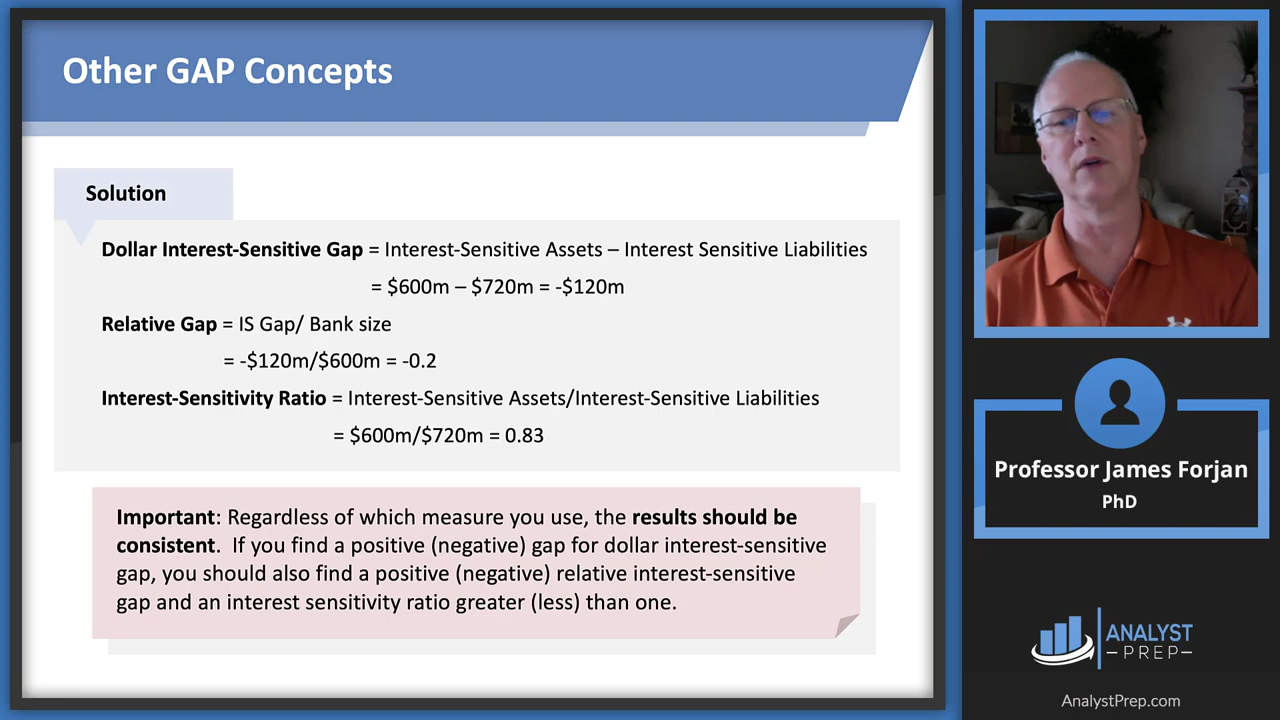 Other GAP Concepts
Solution
Dollar Interest-Sensitive Gap = Interest-Sensitive Assets – Interest Sensitive Liabilities
= $600m – $720m = -$120m
Relative Gap = IS Gap/ Bank size
= -$120m/$600m = -0.2
Interest-Sensitivity Ratio = Interest-Sensitive Assets/Interest-Sensitive Liabilities
= $600m/$720m = 0.83
Important: Regardless of which measure you use, the results should be
consistent. If you find a positive (negative) gap for dollar interest-sensitive
gap, you should also find a positive (negative) relative interest-sensitive
gap and an interest sensitivity ratio greater (less) than one.
Professor James Forjan
PhD
ANALYST
PREP
AnalystPrep.com